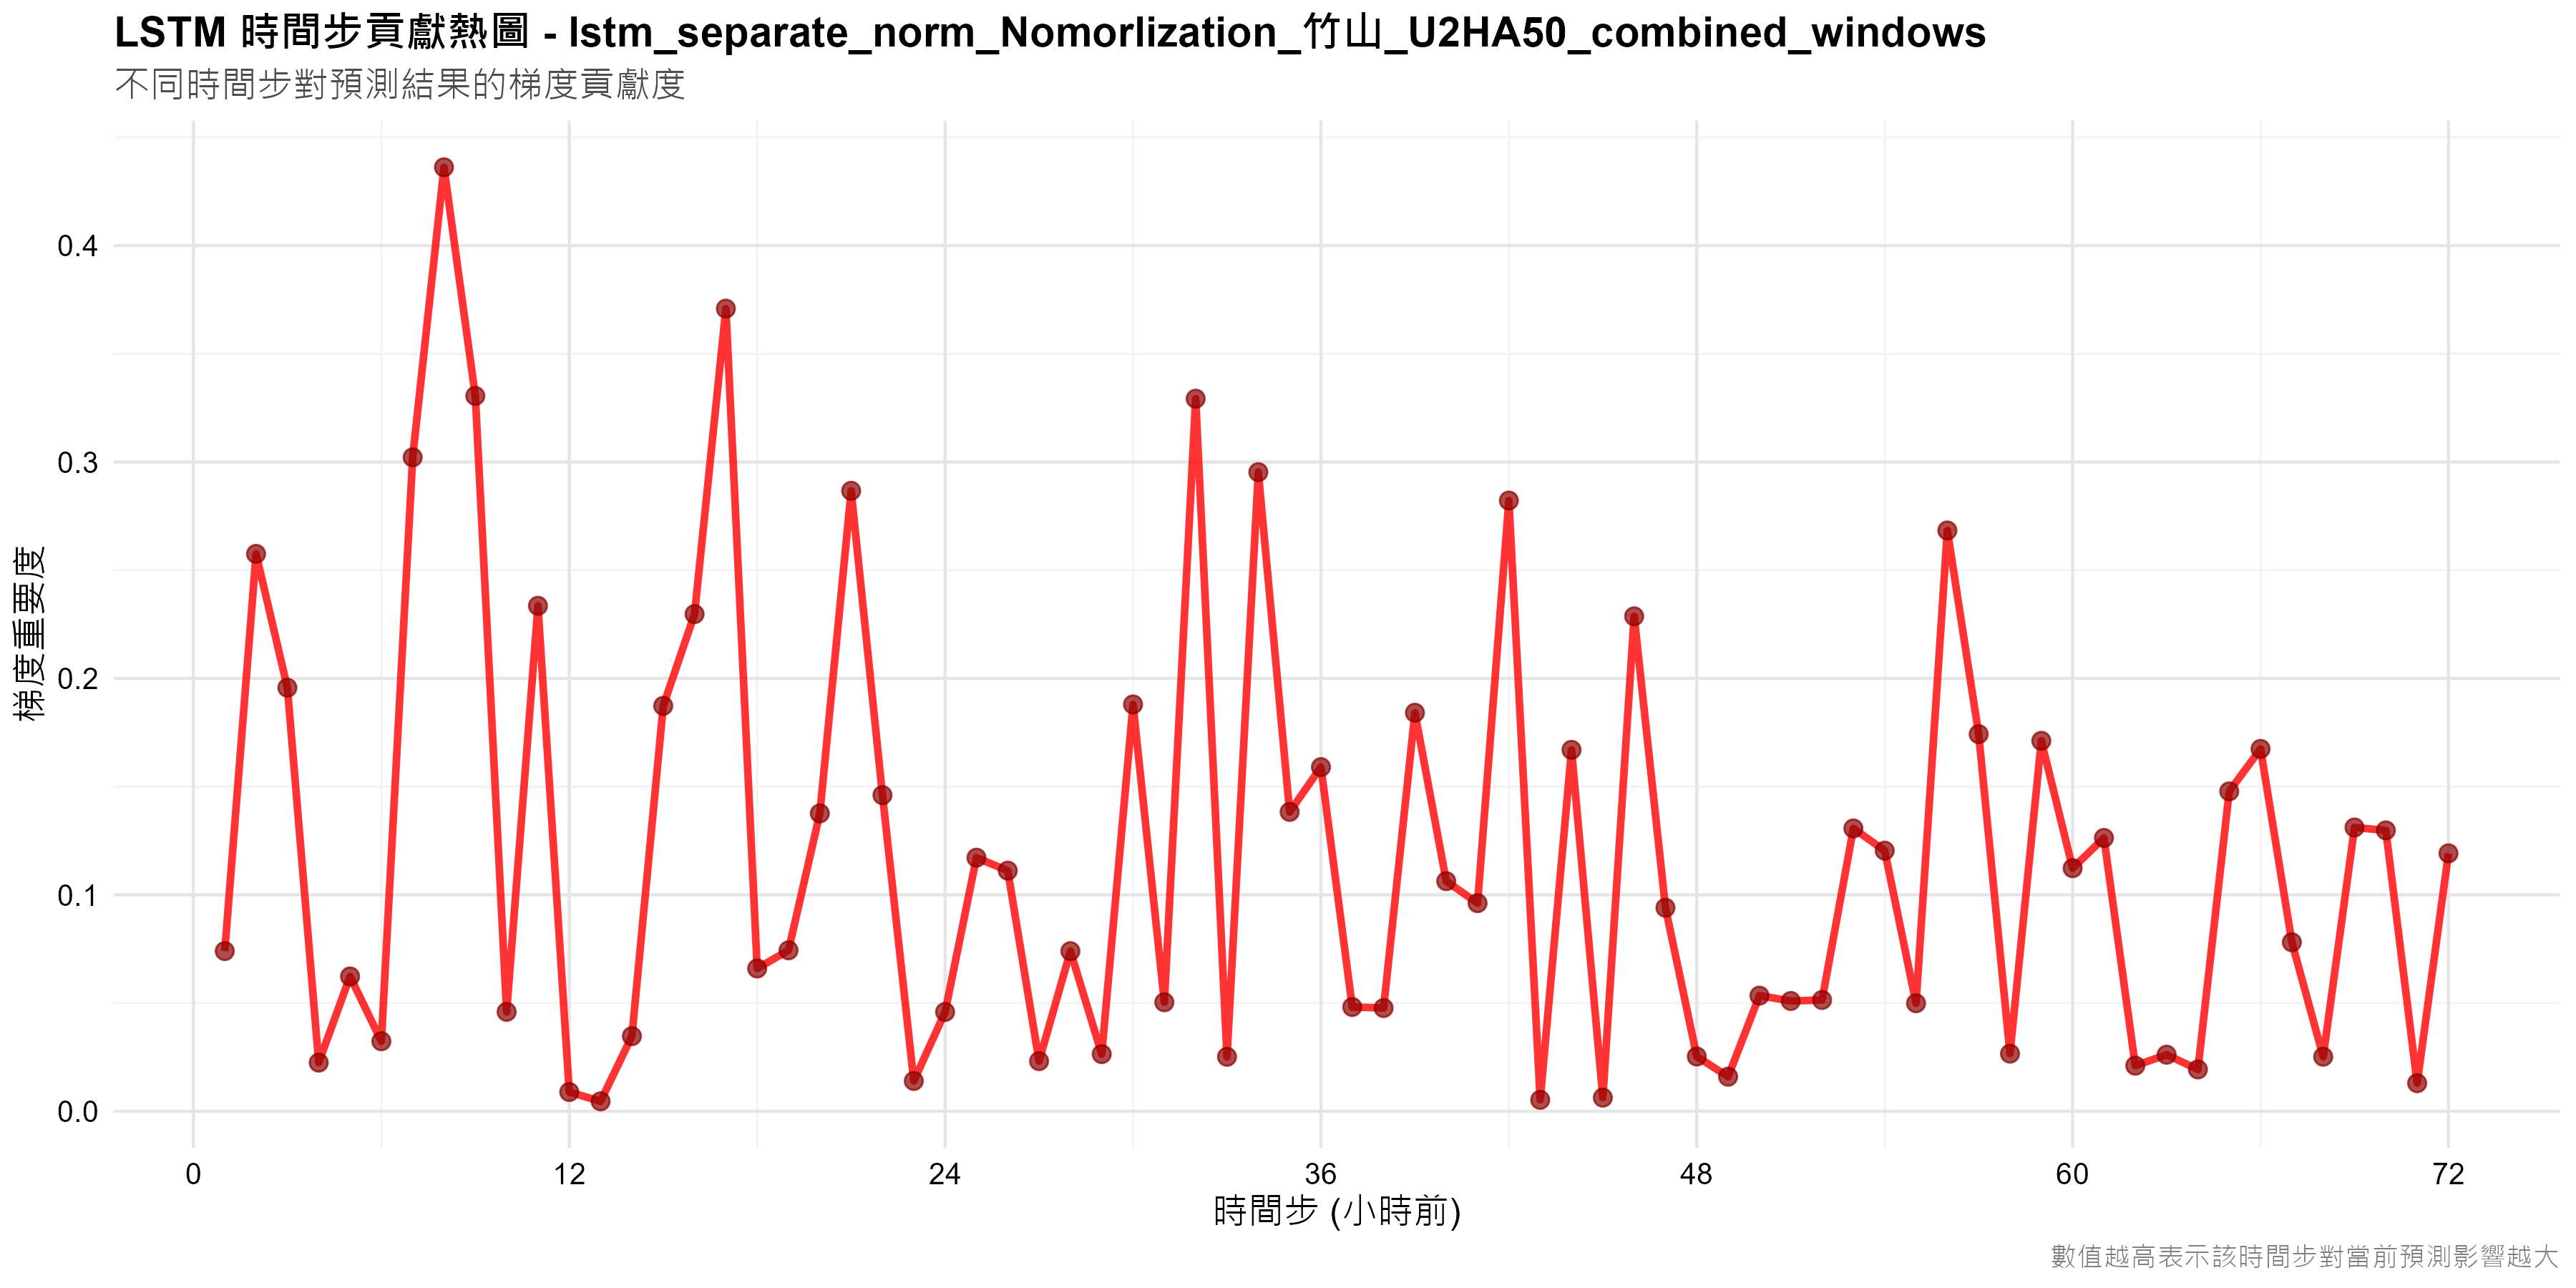 LSTM 時間步貢獻熱圖 - lstm_separate_norm_Nomorlization_竹山_U2HA50_combined_windows
不同時間步對預測結果的梯度貢獻度
梯度重要度
0.4
0.3
0.2
0.1
0.0
0 12 24 36 48 60 72
時間步 (小時前)
數值越高表示該時間步對當前預測影響越大